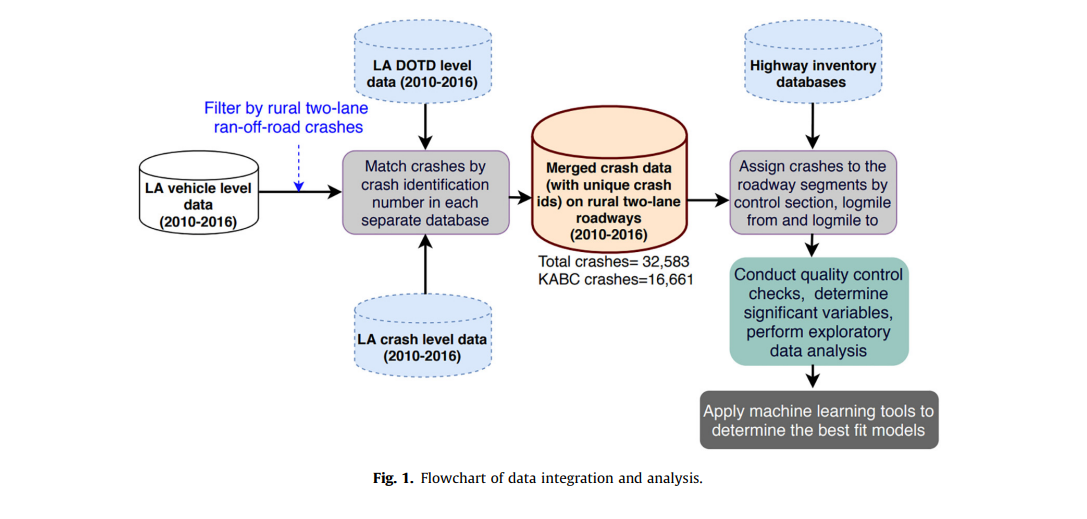 LA DOTD level
data (2010-2016)
Highway inventory
databases
Filter by rural two-lane
ran-off-road crashes
LA vehicle level
data
(2010-2016)
Match crashes by
crash identification
number in each
separate database
Merged crash data
(with unique crash
ids) on rural two-lane
roadways
(2010-2016)
Total crashes= 32,583
KABC crashes=16,661
Assign crashes to the
roadway segments by
control section, logmile
from and logmile to
LA crash level data
(2010-2016)
Conduct quality control
checks, determine
significant variables,
perform exploratory
data analysis
Apply machine learning tools to
determine the best fit models
Fig. 1. Flowchart of data integration and analysis.